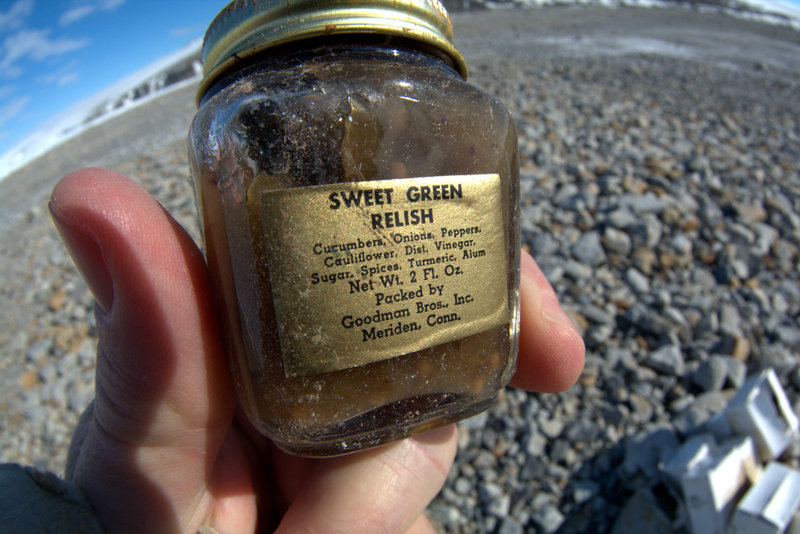 SWEET GREEN
RELISH
Cucumbers, Onions, Peppers,
Cauliflower, Dist. Vinegar,
Sugar, Spices, Turmeric, Alum
Net Wt. 2 Fl. Oz.
Packed by
Goodman Bros., Inc.
Meriden, Conn.